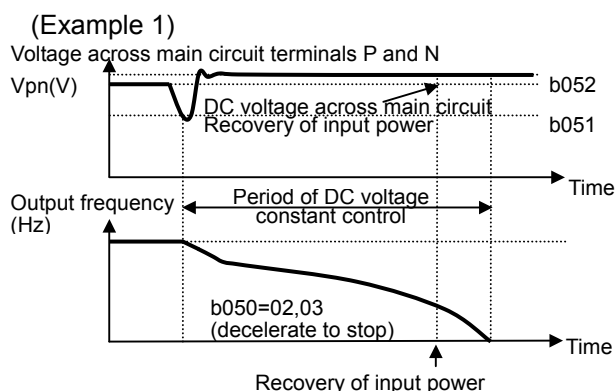 (Example 1)
Voltage across main circuit terminals P and N
Vpn(V)
b052
DC voltage across main circuit
Recovery of input power
b051
Time
Output frequency
(Hz)
Period of DC voltage
constant control
b050=02,03
(decelerate to stop)
Time
Recovery of input power